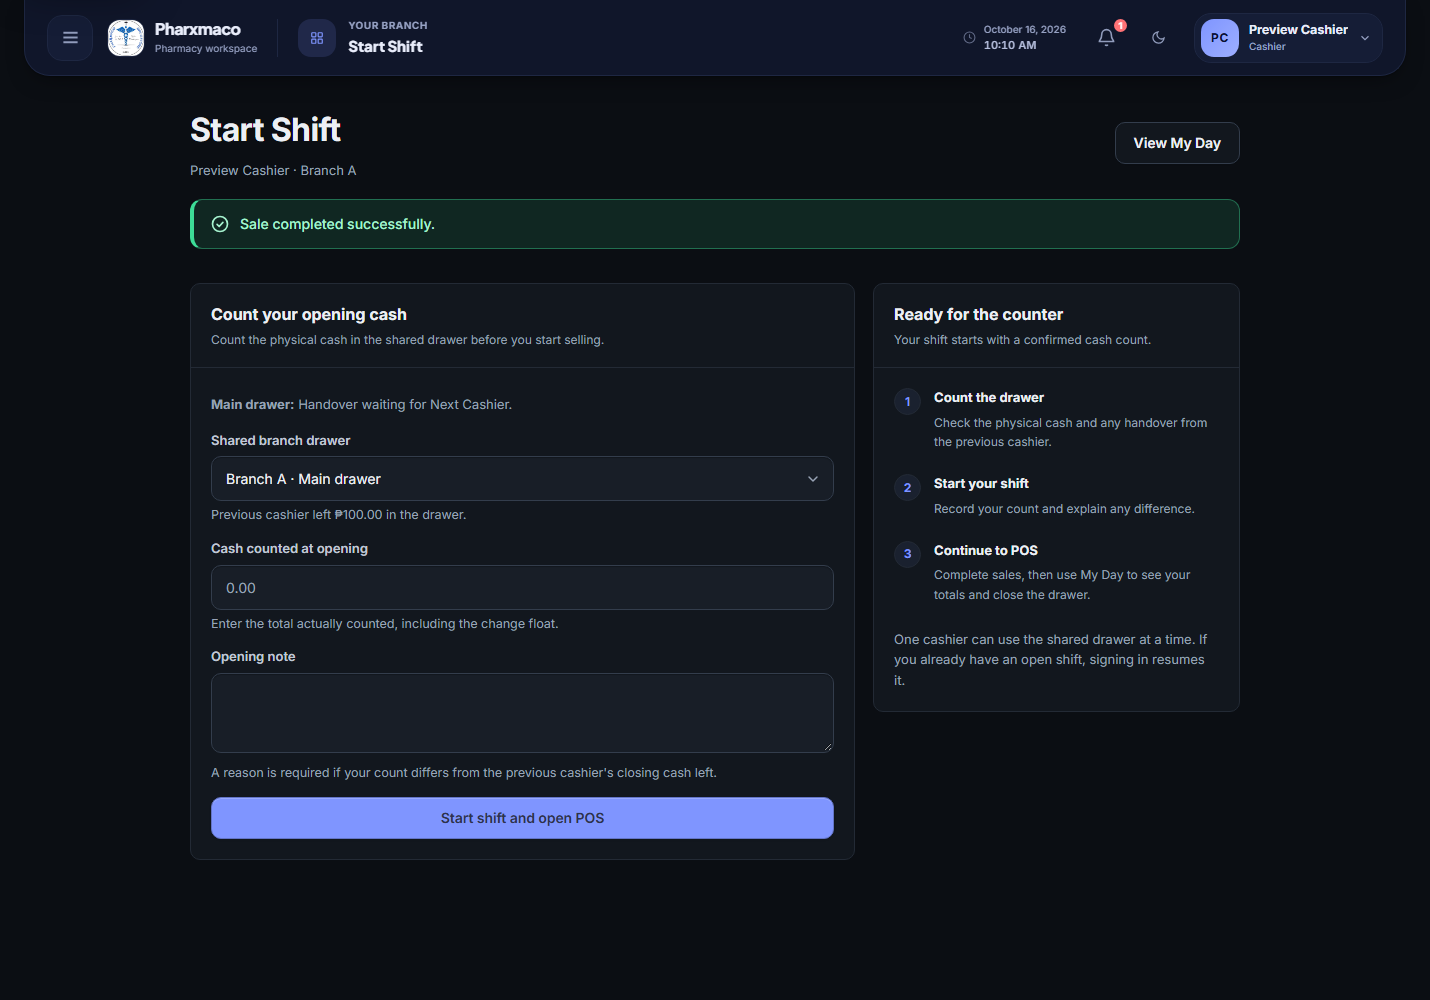 Pharxmaco
Pharmacy workspace
YOUR BRANCH
Start Shift
October 16, 2026
10:10 AM
1
PC
Preview Cashier
Cashier
Start Shift
Preview Cashier · Branch A
View My Day
Sale completed successfully.
Count your opening cash
Count the physical cash in the shared drawer before you start selling.
Main drawer: Handover waiting for Next Cashier.
Shared branch drawer
Branch A · Main drawer
Previous cashier left ₱100.00 in the drawer.
Cash counted at opening
0.00
Enter the total actually counted, including the change float.
Opening note
A reason is required if your count differs from the previous cashier's closing cash left.
Start shift and open POS
Ready for the counter
Your shift starts with a confirmed cash count.
1
Count the drawer
Check the physical cash and any handover from
the previous cashier.
2
Start your shift
Record your count and explain any difference.
3
Continue to POS
Complete sales, then use My Day to see your
totals and close the drawer.
One cashier can use the shared drawer at a time. If
you already have an open shift, signing in resumes
it.